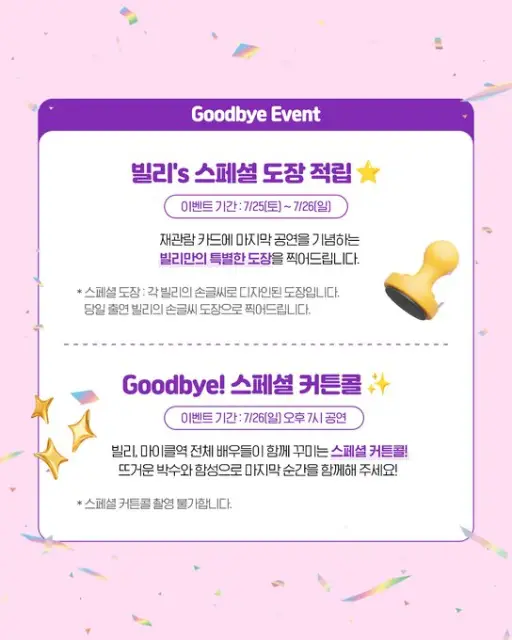 Goodbye Event
빌리's 스페셜 도장 적립
이벤트 기간 : 7/25(토) ~ 7/26(일)
재관람 카드에 마지막 공연을 기념하는
빌리만의 특별한 도장을 찍어드립니다.
* 스페셜 도장 : 각 빌리의 손글씨로 디자인된 도장입니다.
당일 출연 빌리의 손글씨 도장으로 찍어드립니다.
Goodbye! 스페셜 커튼콜
이벤트 기간 : 7/26(일) 오후 7시 공연
빌리, 마이클역 전체 배우들이 함께 꾸미는 스페셜 커튼콜!
뜨거운 박수와 함성으로 마지막 순간을 함께해 주세요!
* 스페셜 커튼콜 촬영 불가합니다.